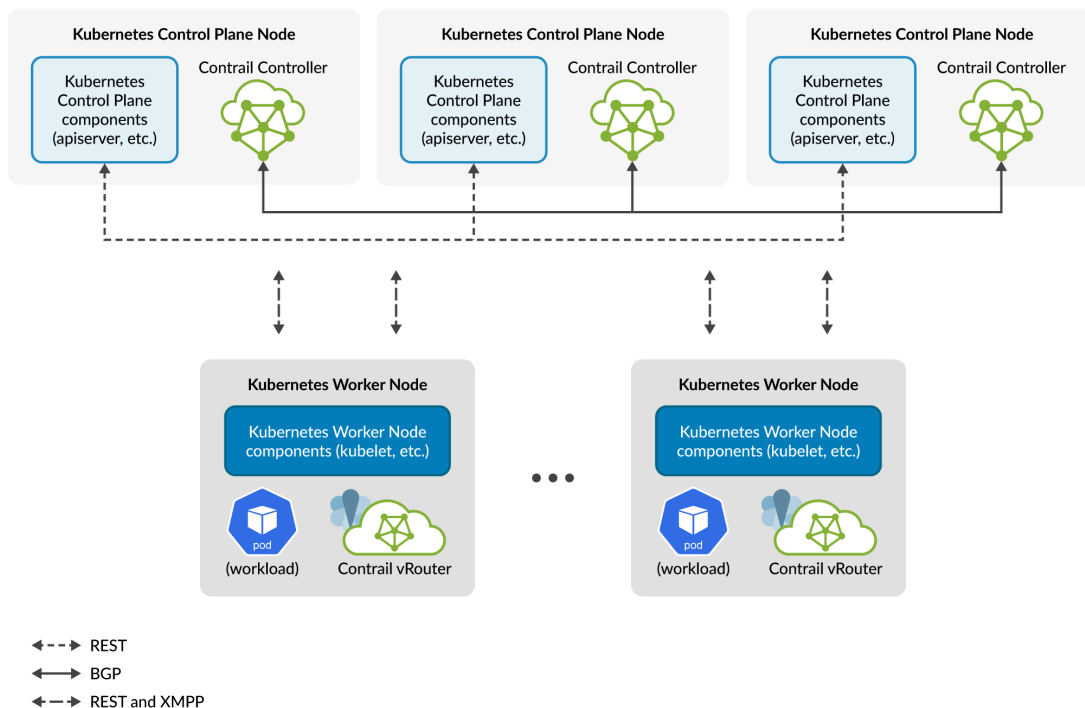 Kubernetes Control Plane Node
Kubernetes
Control Plane
components
(apiserver, etc.)
Contrail Controller
Kubernetes Control Plane Node
Kubernetes
Control Plane
components
(apiserver, etc.)
Contrail Controller
Kubernetes Control Plane Node
Kubernetes
Control Plane
components
(apiserver, etc.)
Contrail Controller
Kubernetes Worker Node
Kubernetes Worker Node
components (kubelet, etc.)
pod
(workload)
Contrail vRouter
Kubernetes Worker Node
Kubernetes Worker Node
components (kubelet, etc.)
pod
(workload)
Contrail vRouter
REST
BGP
REST and XMPP